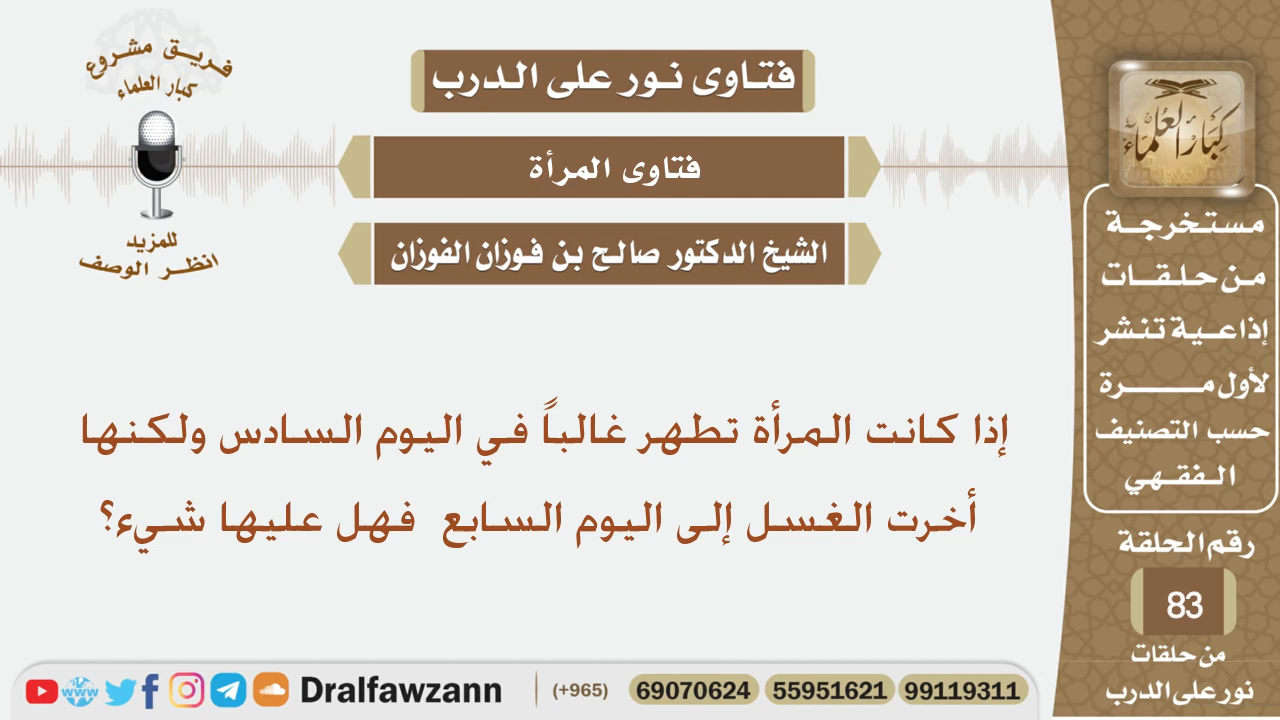 فريق مشروع
كبار العلماء
للمزيد
انظر الوصف
فتاوى نور على الدرب
فتاوى المرأة
الشيخ الدكتور صالح بن فوزان الفوزان
إذا كانت المرأة تطهر غالباً في اليوم السادس ولكنها
أخرت الغسل إلى اليوم السابع فهل عليها شيء؟
كبار العلماء
مستخرجة
من حلقات
إذاعية تنشر
لأول مرة
حسب التصنيف
الفقهي
رقم الحلقة
83
من حلقات
نور على الدرب
www Dralfawzann (+965) 69070624 55951621 99119311